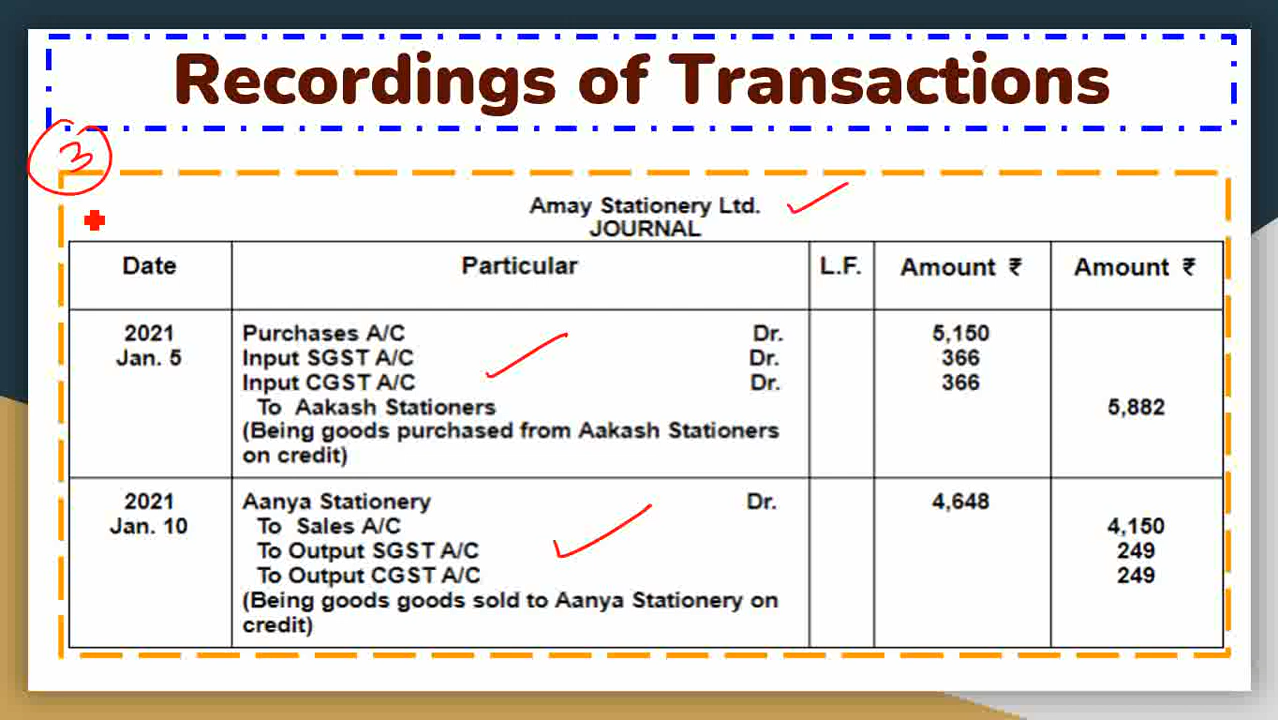 Recordings of Transactions
3
Amay Stationery Ltd.
JOURNAL
Date Particular L.F. Amount ₹ Amount ₹
2021 Purchases A/C Dr. 5,150
Jan. 5 Input SGST A/C Dr. 366
Input CGST A/C Dr. 366
To Aakash Stationers 5,882
(Being goods purchased from Aakash Stationers
on credit)
2021 Aanya Stationery Dr. 4,648
Jan. 10 To Sales A/C 4,150
To Output SGST A/C 249
To Output CGST A/C 249
(Being goods goods sold to Aanya Stationery on
credit)